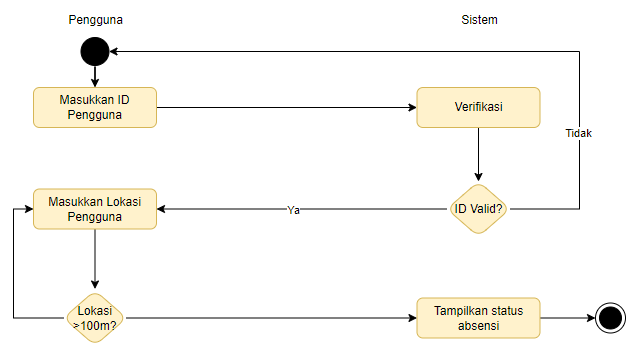 Pengguna
Sistem
Masukkan ID
Pengguna
Verifikasi
Tidak
Masukkan Lokasi
Pengguna
Ya
ID Valid?
Lokasi
>100m?
Tampilkan status
absensi